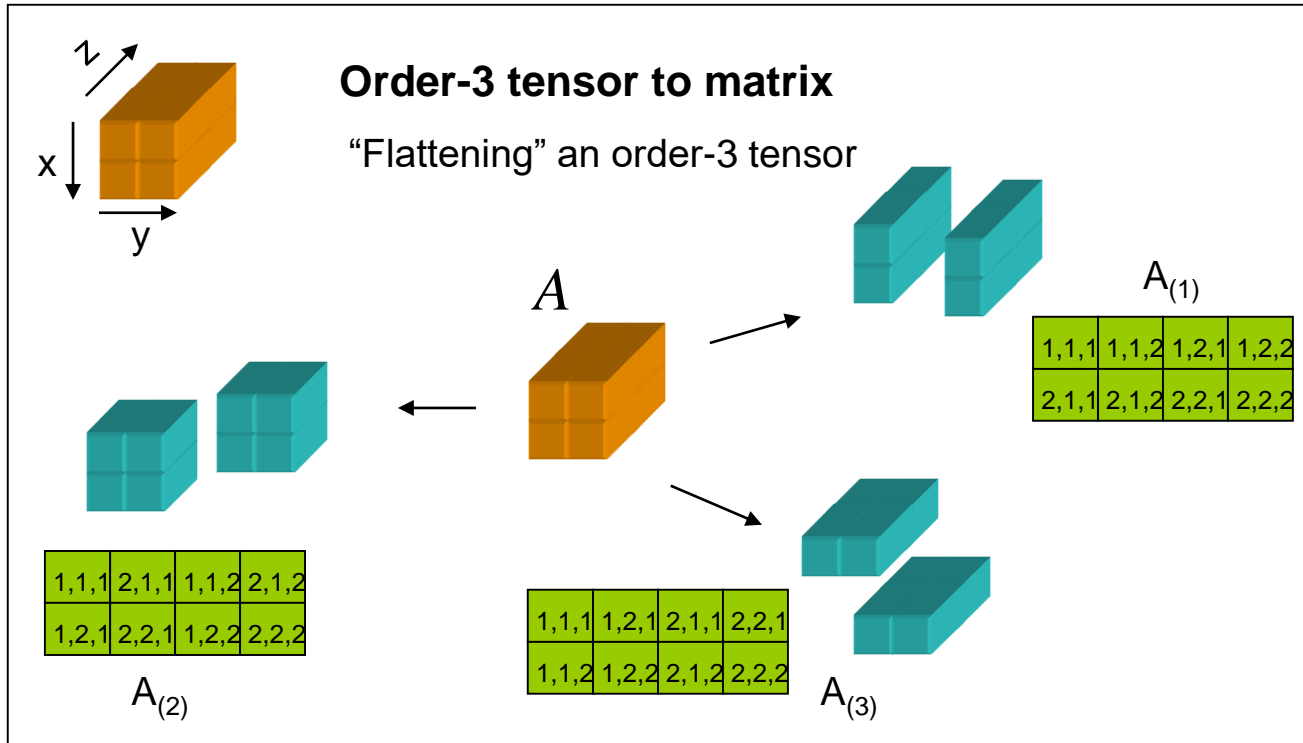 z
Order-3 tensor to matrix
“Flattening” an order-3 tensor
x
y
A
A(1)
1,1,1 1,1,2 1,2,1 1,2,2
2,1,1 2,1,2 2,2,1 2,2,2
1,1,1 2,1,1 1,1,2 2,1,2
1,2,1 2,2,1 1,2,2 2,2,2
A(2)
1,1,1 1,2,1 2,1,1 2,2,1
1,1,2 1,2,2 2,1,2 2,2,2
A(3)